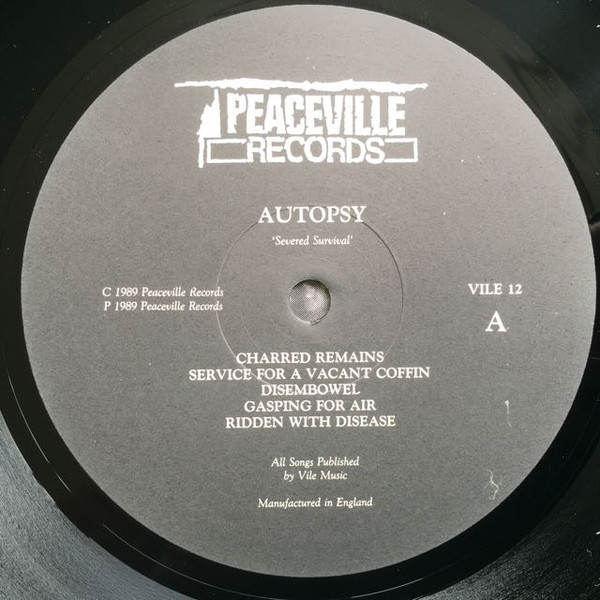 PEACEVILLE
RECORDS
AUTOPSY
'Severed Survival'
C 1989 Peaceville Records
P 1989 Peaceville Records
VILE 12
A
CHARRED REMAINS
SERVICE FOR A VACANT COFFIN
DISEMBOWEL
GASPING FOR AIR
RIDDEN WITH DISEASE
All Songs Published
by Vile Music
Manufactured in England